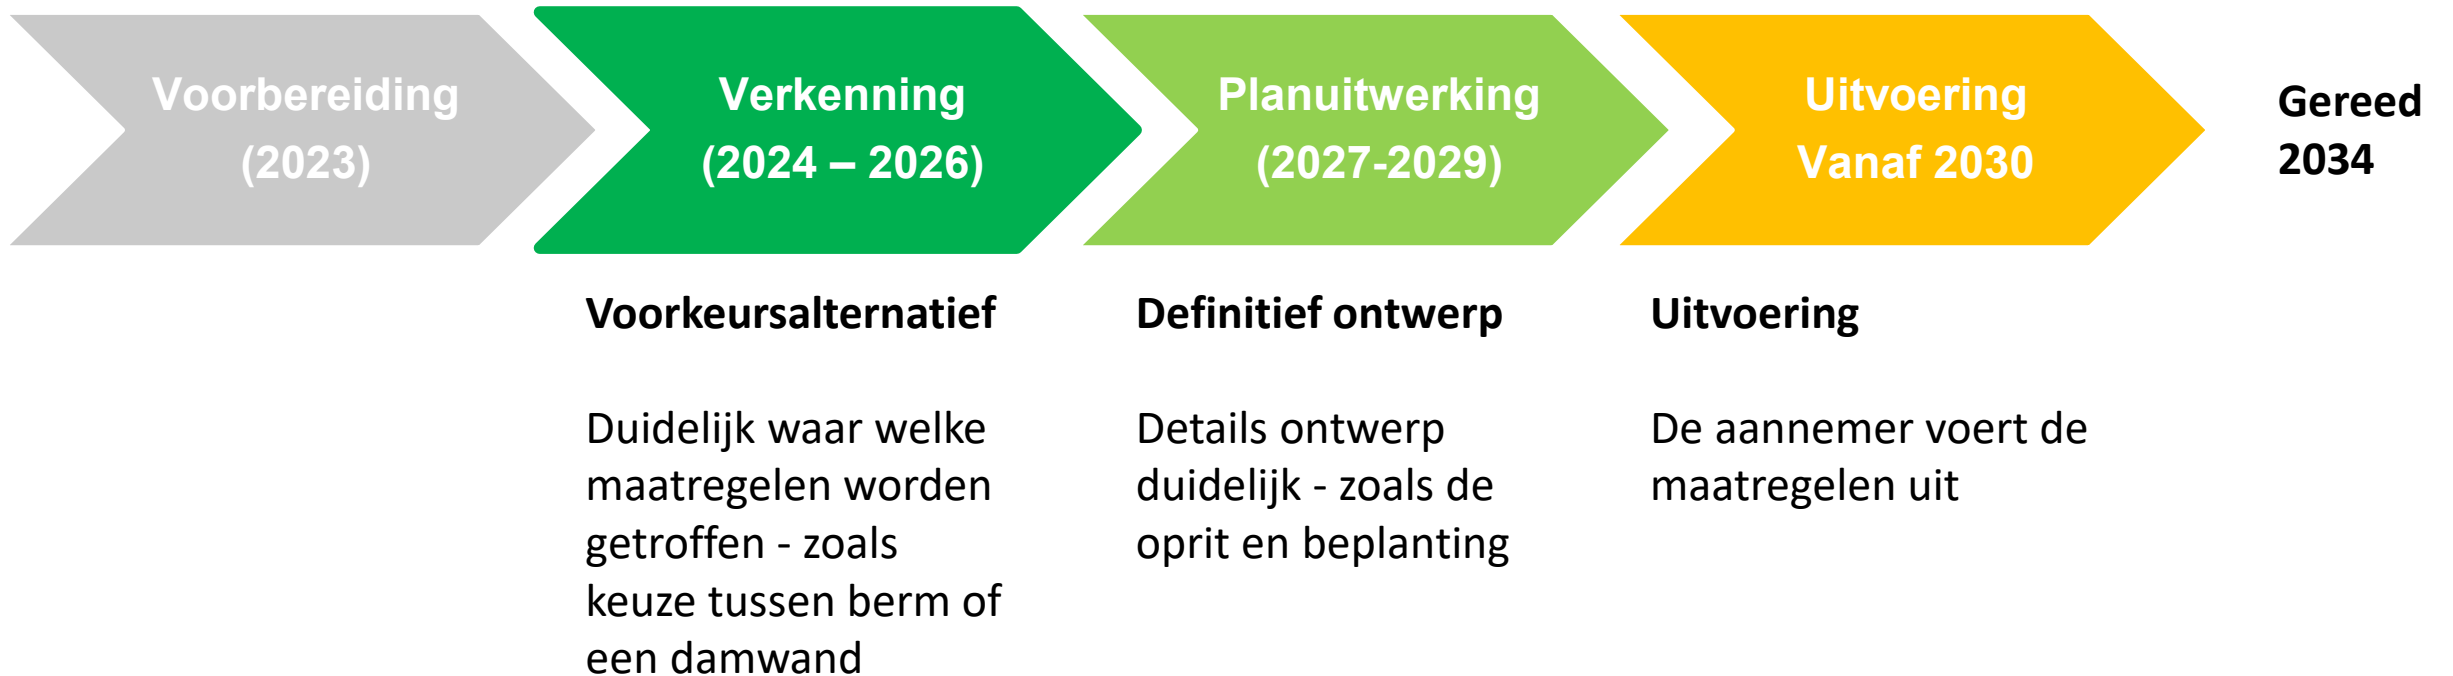 Voorbereiding
(2023)
Verkenning
(2024 – 2026)
Planuitwerking
(2027-2029)
Uitvoering
Vanaf 2030
Gereed
2034
Voorkeursalternatief
Duidelijk waar welke
maatregelen worden
getroffen - zoals
keuze tussen berm of
een damwand
Definitief ontwerp
Details ontwerp
duidelijk - zoals de
oprit en beplanting
Uitvoering
De aannemer voert de
maatregelen uit